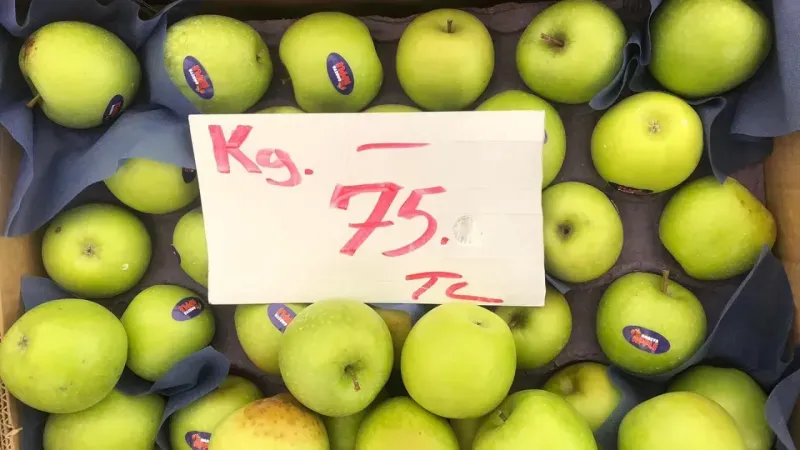 Kg. —
75.
TL